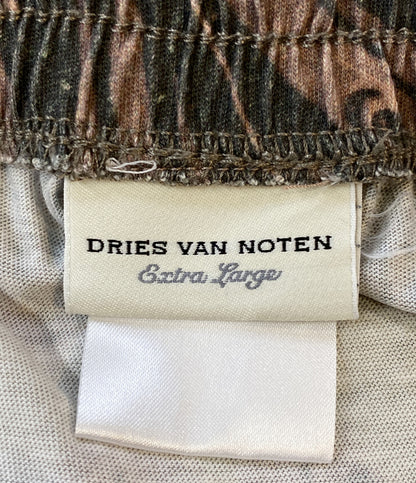 DRIES VAN NOTEN
Extra Large